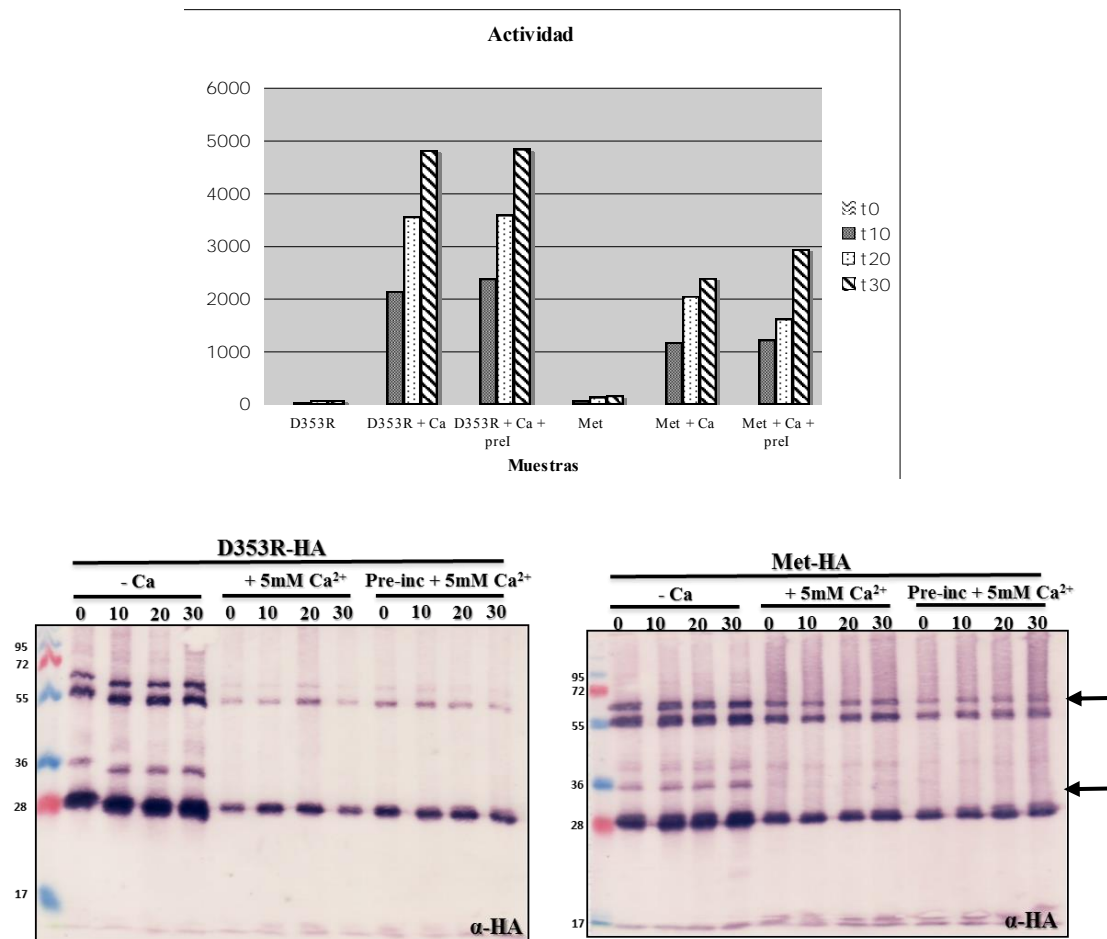 Actividad
6000
5000
4000
3000
2000
1000
0
t0
t10
t20
t30
D353R D353R + Ca D353R + Ca + preI Met Met + Ca Met + Ca + preI
Muestras
D353R-HA
- Ca + 5mM Ca²⁺ Pre-inc + 5mM Ca²⁺
0 10 20 30 0 10 20 30 0 10 20 30
95
72
55
36
28
17
α-HA
Met-HA
- Ca + 5mM Ca²⁺ Pre-inc + 5mM Ca²⁺
0 10 20 30 0 10 20 30 0 10 20 30
95
72
55
36
28
17
α-HA